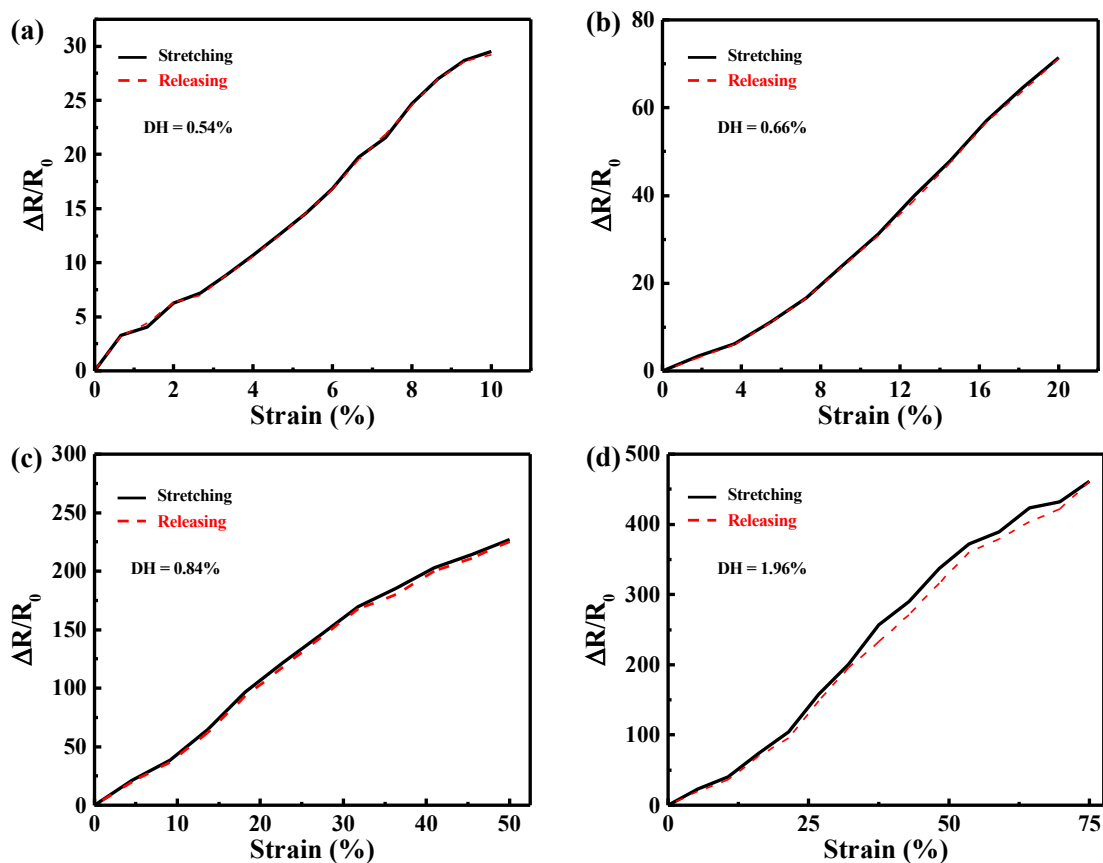 (a)
Stretching
Releasing
DH = 0.54%
ΔR/R0
30
25
20
15
10
5
0
0 2 4 6 8 10
Strain (%)
(b)
Stretching
Releasing
DH = 0.66%
ΔR/R0
80
60
40
20
0
0 4 8 12 16 20
Strain (%)
(c)
Stretching
Releasing
DH = 0.84%
ΔR/R0
300
250
200
150
100
50
0
0 10 20 30 40 50
Strain (%)
(d)
Stretching
Releasing
DH = 1.96%
ΔR/R0
500
400
300
200
100
0
0 25 50 75
Strain (%)